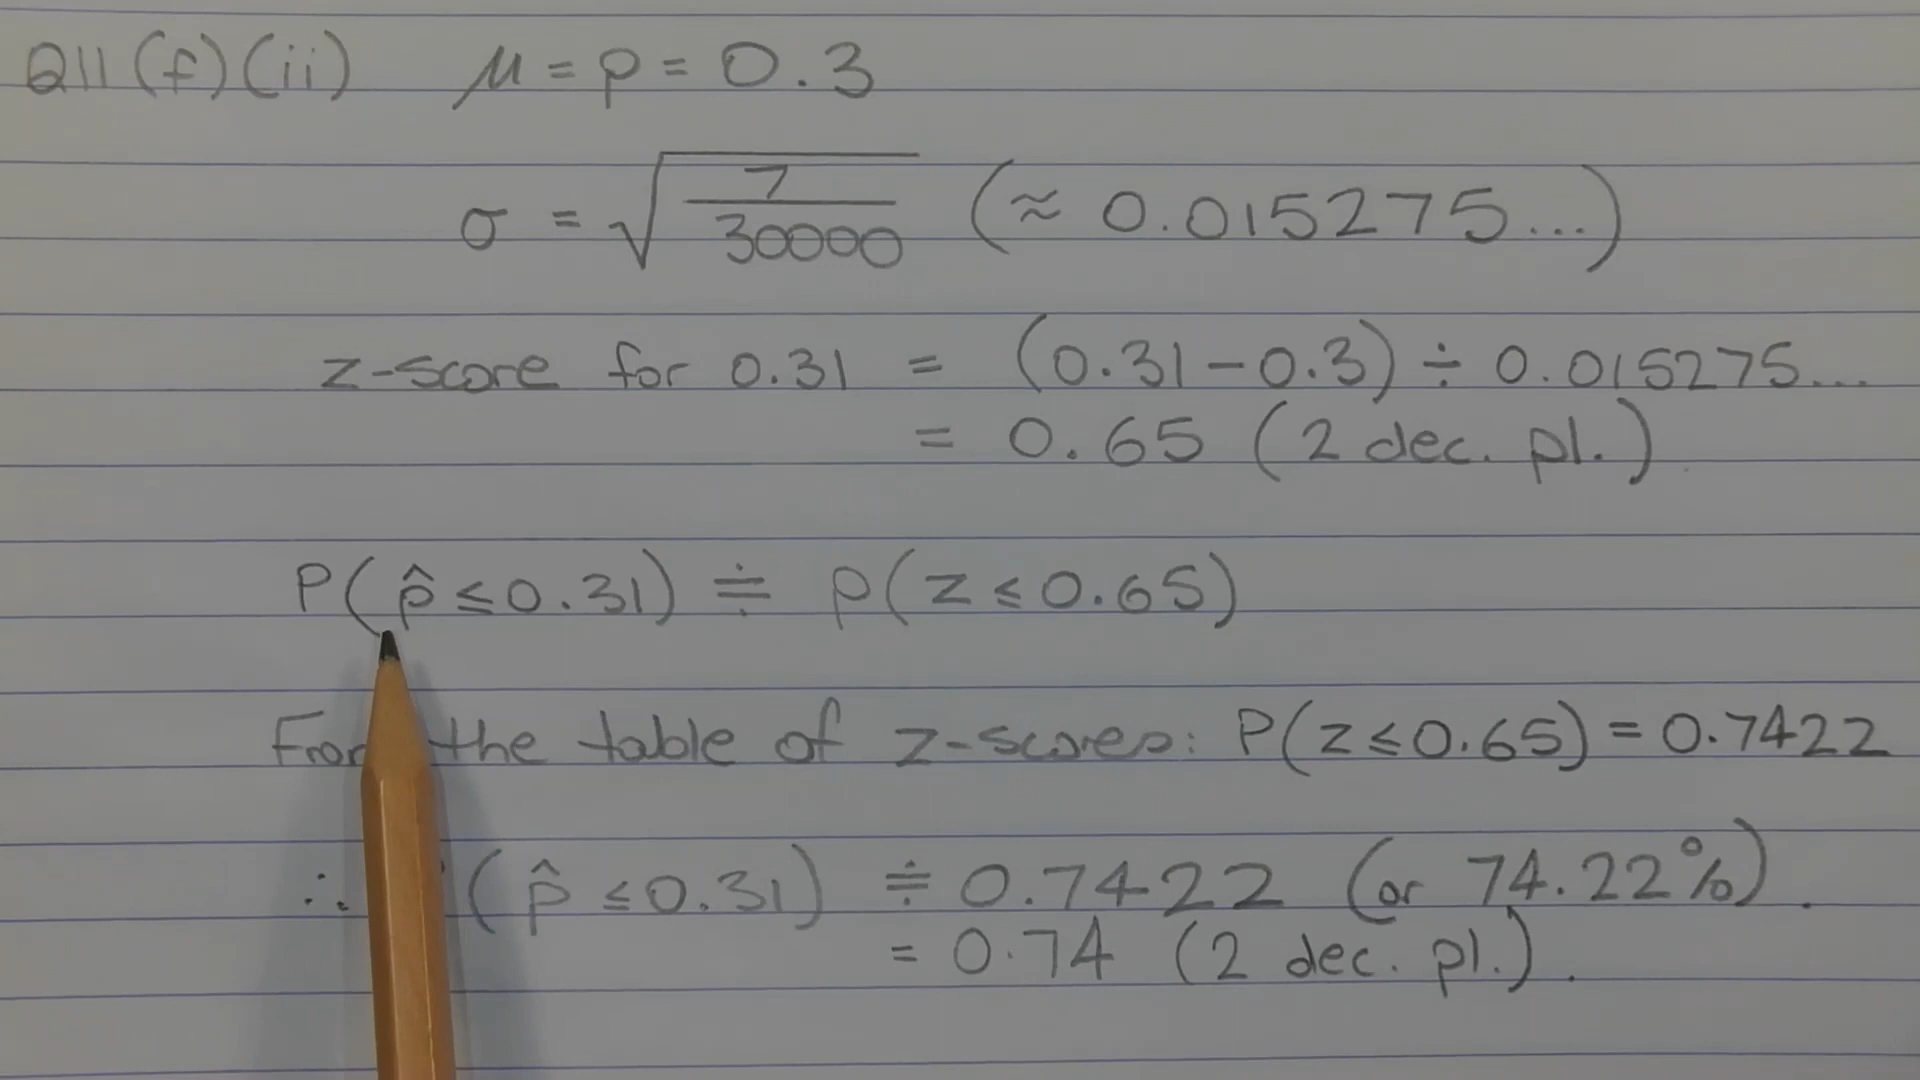 Q11 (f) (ii) μ = p = 0.3
σ = √(7/30000) (≈ 0.015275...)
z-score for 0.31 = (0.31 - 0.3) ÷ 0.015275...
= 0.65 (2 dec. pl.)
P(p̂ ≤ 0.31) ≑ P(z ≤ 0.65)
the table of z-scores: P(z ≤ 0.65) = 0.7422
∴ (p̂ ≤ 0.31) ≑ 0.7422 (or 74.22%).
= 0.74 (2 dec. pl.).